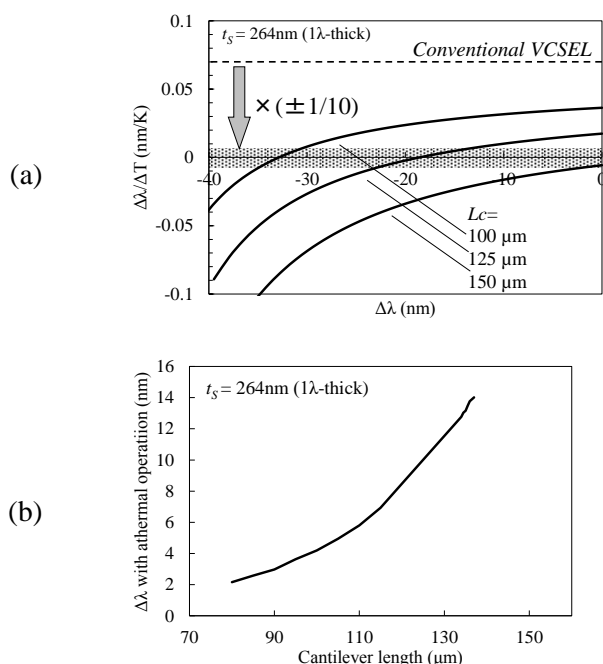 0.1
t_S = 264nm (1λ-thick)
Conventional VCSEL
0.05
× (±1/10)
(a)
Δλ/ΔT (nm/K)
0
-40 -30 -20 -10 0
-0.05
Lc=
100 µm
125 µm
150 µm
-0.1
Δλ (nm)
16
14
t_S = 264nm (1λ-thick)
12
10
(b)
Δλ with athermal operatiion (nm)
8
6
4
2
0
70 90 110 130 150
Cantilever length (µm)